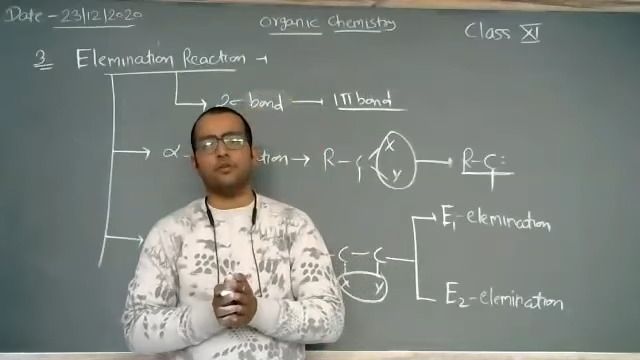 Date - 23/12/2020
Organic Chemistry
Class XI
3 Elemination Reaction →
2σ bond — 1π bond
α ction → R - C X Y → R-C:
C - C X Y
E₁-elemination
E₂-elemination